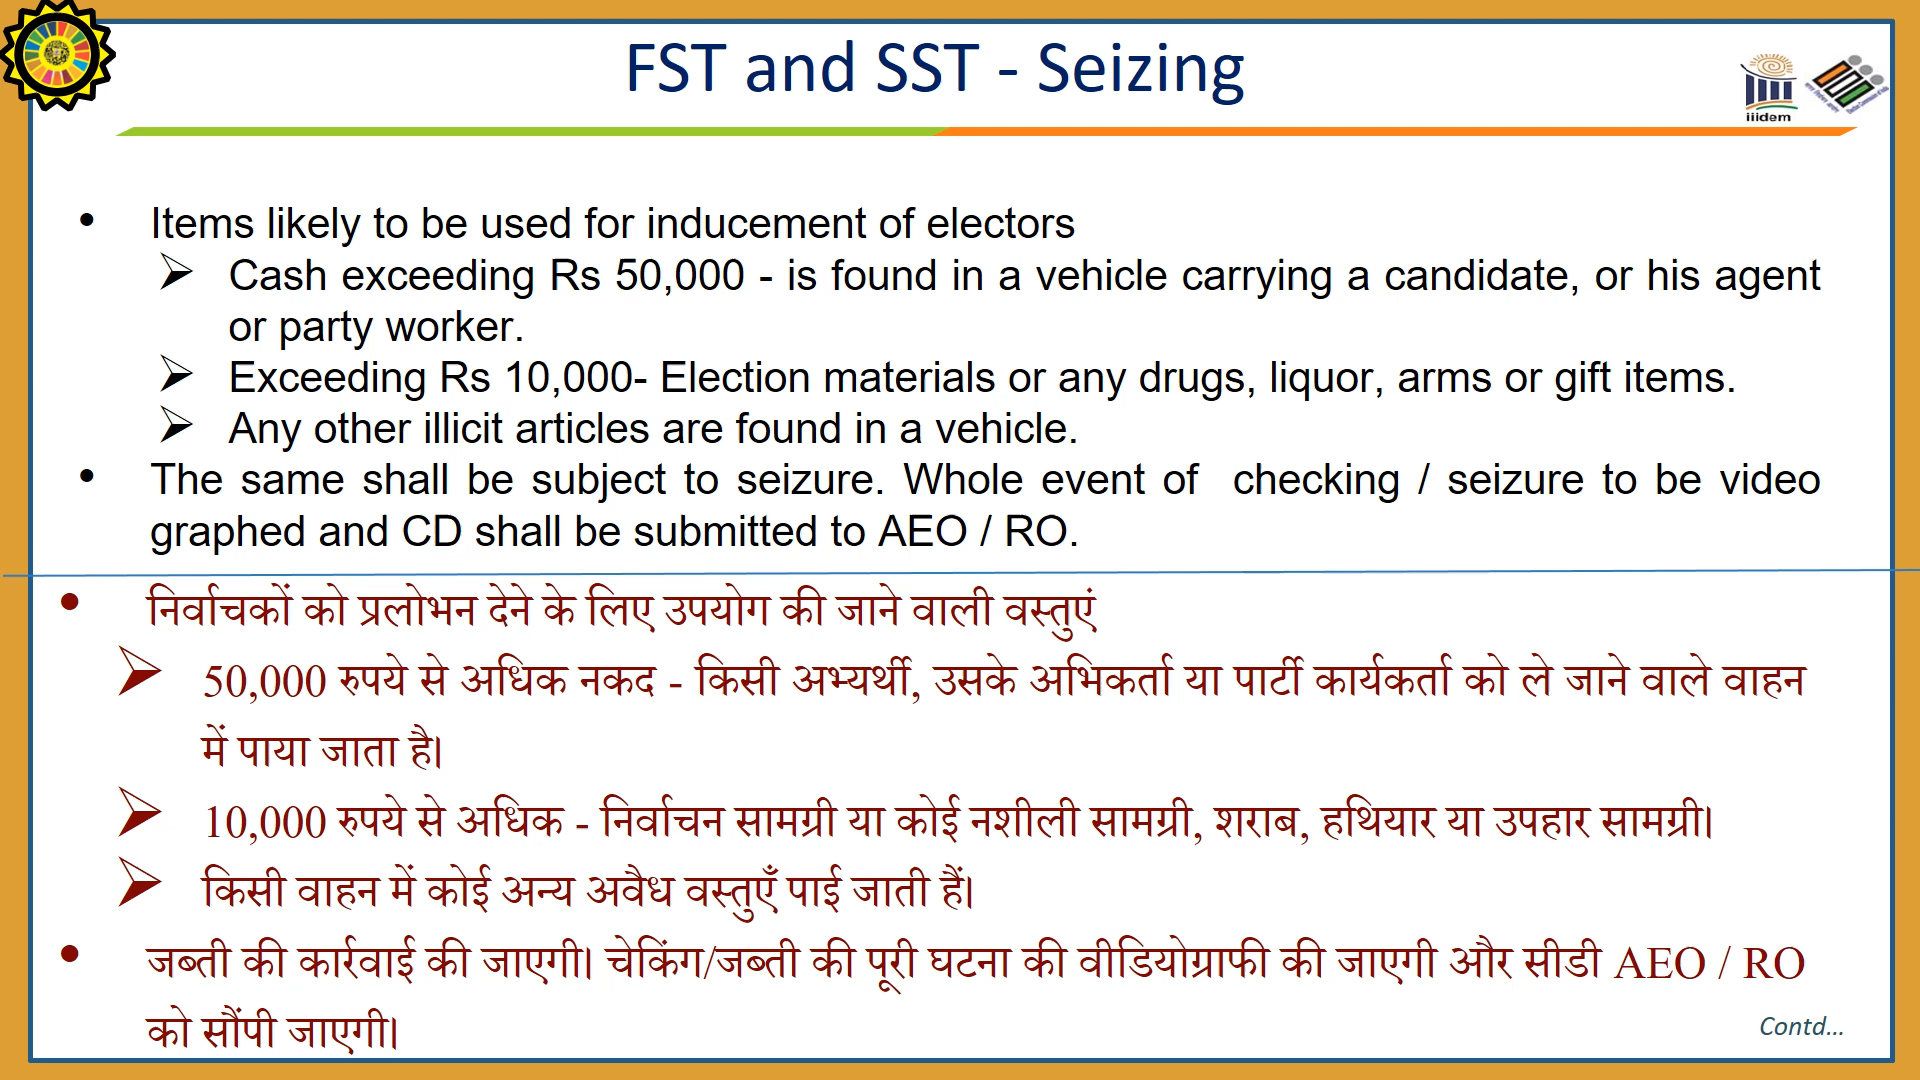 FST and SST - Seizing
iiidem
• Items likely to be used for inducement of electors
➢ Cash exceeding Rs 50,000 - is found in a vehicle carrying a candidate, or his agent
or party worker.
➢ Exceeding Rs 10,000- Election materials or any drugs, liquor, arms or gift items.
➢ Any other illicit articles are found in a vehicle.
• The same shall be subject to seizure. Whole event of checking / seizure to be video
graphed and CD shall be submitted to AEO / RO.
• निर्वाचकों को प्रलोभन देने के लिए उपयोग की जाने वाली वस्तुएं
➢ 50,000 रुपये से अधिक नकद - किसी अभ्यर्थी, उसके अभिकर्ता या पार्टी कार्यकर्ता को ले जाने वाले वाहन
में पाया जाता है।
➢ 10,000 रुपये से अधिक - निर्वाचन सामग्री या कोई नशीली सामग्री, शराब, हथियार या उपहार सामग्री।
➢ किसी वाहन में कोई अन्य अवैध वस्तुएँ पाई जाती हैं।
• जब्ती की कार्रवाई की जाएगी। चेकिंग/जब्ती की पूरी घटना की वीडियोग्राफी की जाएगी और सीडी AEO / RO
को सौंपी जाएगी।
Contd...